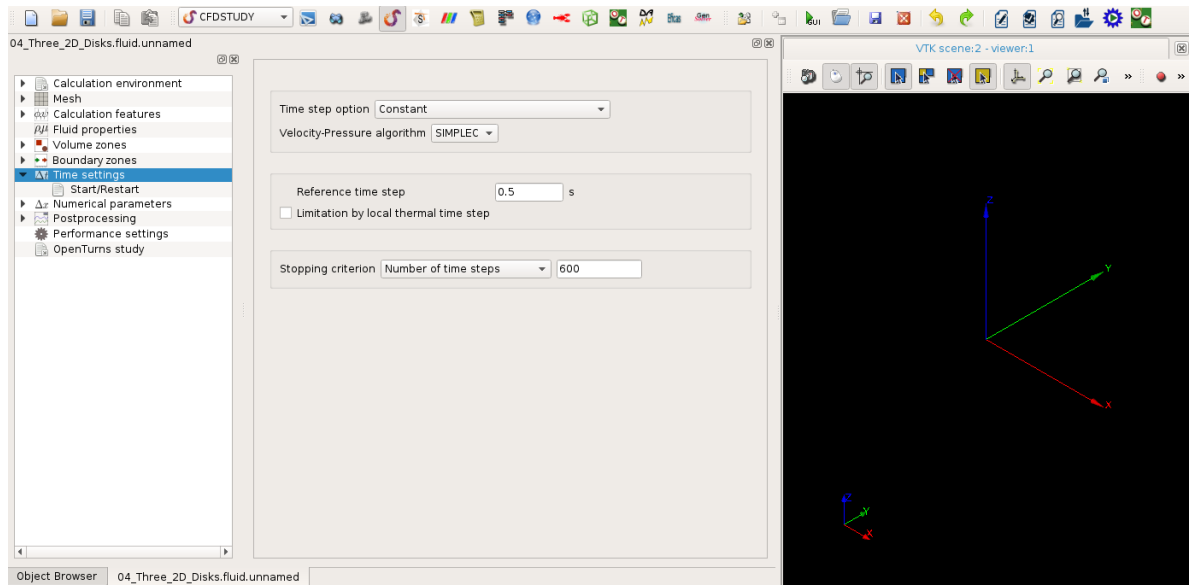 CFDSTUDY
GUI
04_Three_2D_Disks.fluid.unnamed
VTK scene:2 - viewer:1
Calculation environment
Mesh
Calculation features
Fluid properties
Volume zones
Boundary zones
Time settings
Start/Restart
Δx Numerical parameters
Postprocessing
Performance settings
OpenTurns study
Time step option Constant
Velocity-Pressure algorithm SIMPLEC
Reference time step 0.5 s
Limitation by local thermal time step
Stopping criterion Number of time steps 600
»
»
Z
Y
X
Z
Y
X
Object Browser 04_Three_2D_Disks.fluid.unnamed